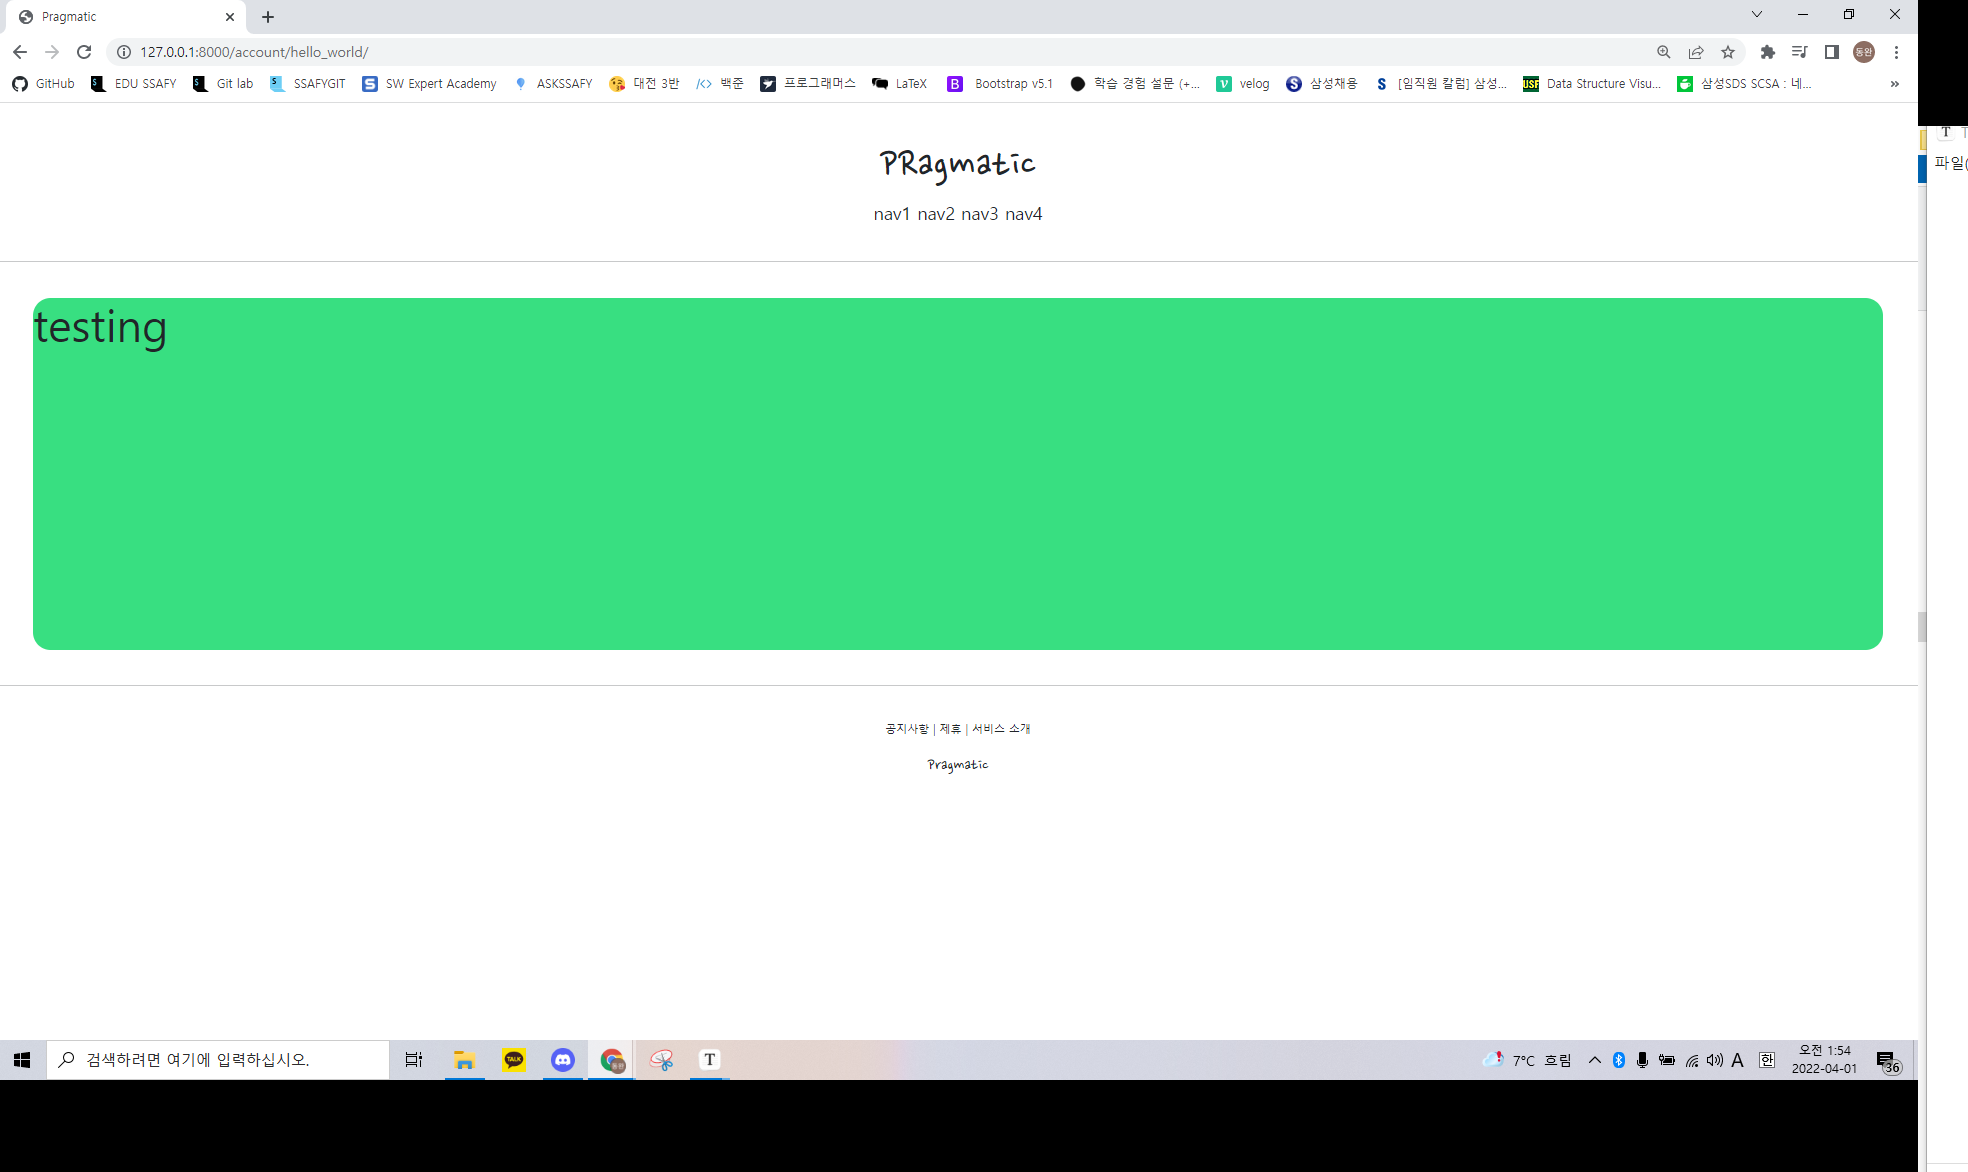 Pragmatic
127.0.0.1:8000/account/hello_world/
동완
GitHub EDU SSAFY Git lab SSAFYGIT SW Expert Academy ASKSSAFY 대전 3반 백준 프로그래머스 LaTeX Bootstrap v5.1 학습 경험 설문 (+... velog 삼성채용 [임직원 칼럼] 삼성... Data Structure Visu... 삼성SDS SCSA : 네... »
T T
파일(
PRagmatic
nav1 nav2 nav3 nav4
testing
공지사항 | 제휴 | 서비스 소개
Pragmatic
검색하려면 여기에 입력하십시오.
TALK
T
7°C 흐림
A
한
오전 1:54
2022-04-01
36